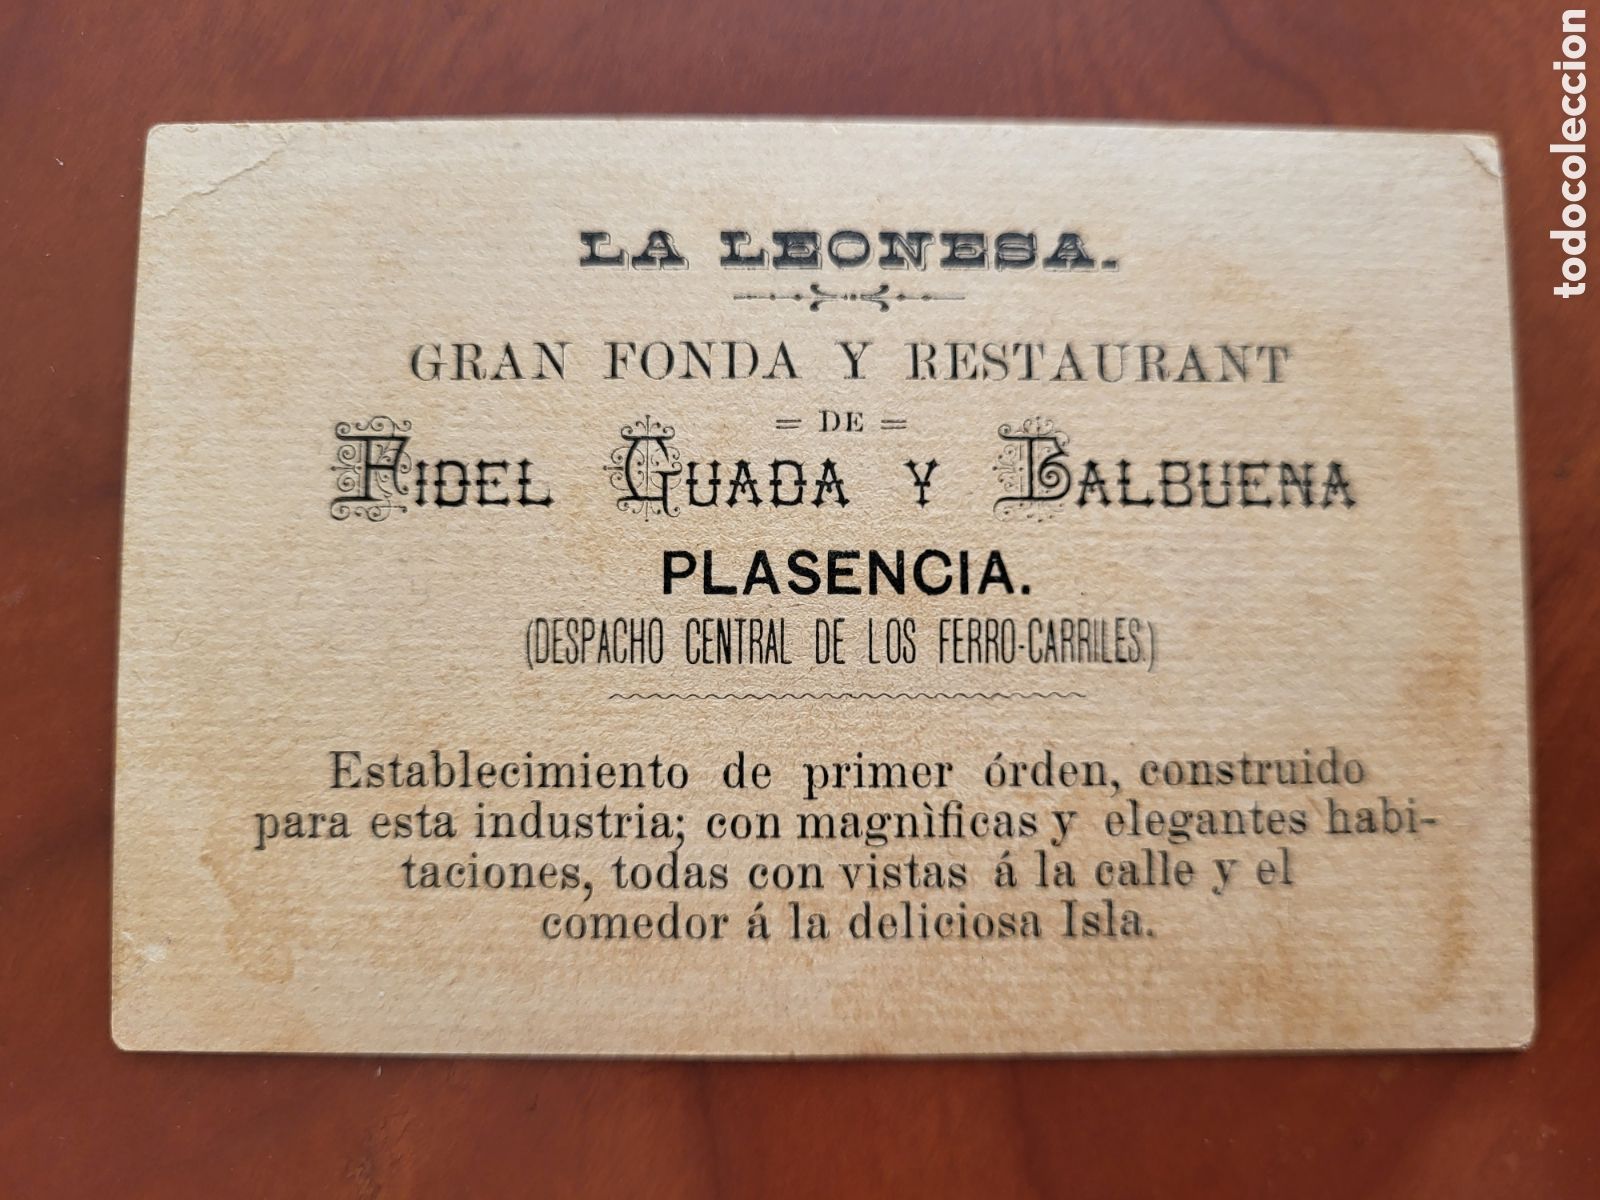 LA LEONESA.
GRAN FONDA Y RESTAURANT
= DE =
FIDEL GUADA Y BALBUENA
PLASENCIA.
(DESPACHO CENTRAL DE LOS FERRO-CARRILES.)
Establecimiento de primer órden, construido
para esta industria; con magnìficas y elegantes habi-
taciones, todas con vistas á la calle y el
comedor á la deliciosa Isla.
todocoleccion